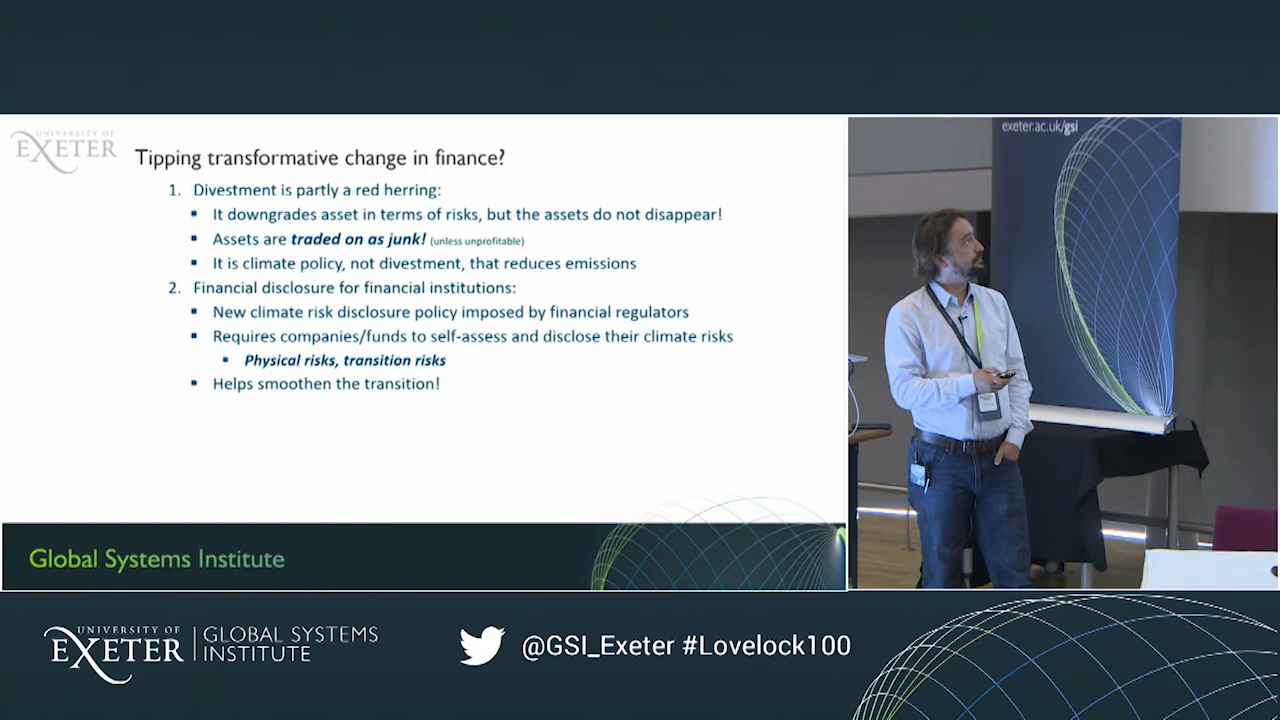 UNIVERSITY OF
EXETER
Tipping transformative change in finance?
1. Divestment is partly a red herring:
▪ It downgrades asset in terms of risks, but the assets do not disappear!
▪ Assets are traded on as junk! (unless unprofitable)
▪ It is climate policy, not divestment, that reduces emissions
2. Financial disclosure for financial institutions:
▪ New climate risk disclosure policy imposed by financial regulators
▪ Requires companies/funds to self-assess and disclose their climate risks
▪ Physical risks, transition risks
▪ Helps smoothen the transition!
Global Systems Institute
exeter.ac.uk/gsi
UNIVERSITY OF
EXETER
GLOBAL SYSTEMS
INSTITUTE
@GSI_Exeter #Lovelock100